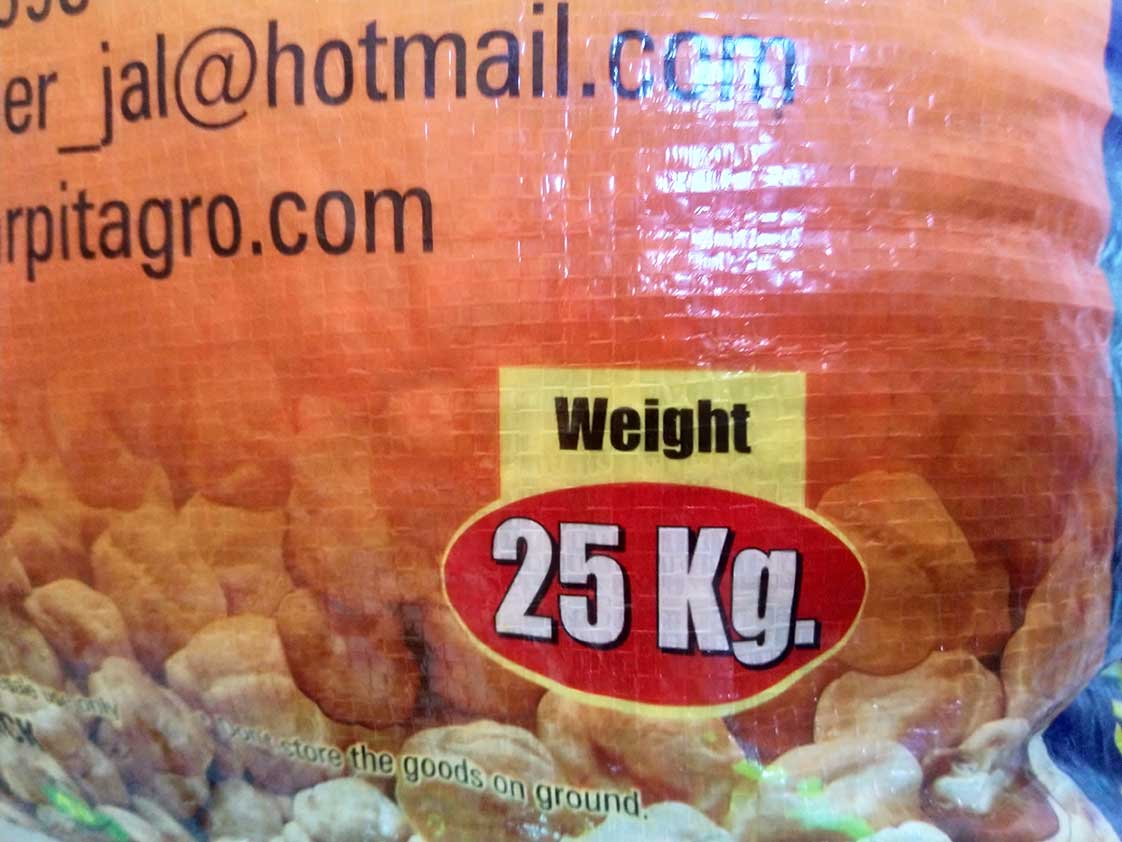 er_jal@hotmail.com
rpitagro.com
Weight
25 Kg.
store the goods on ground.